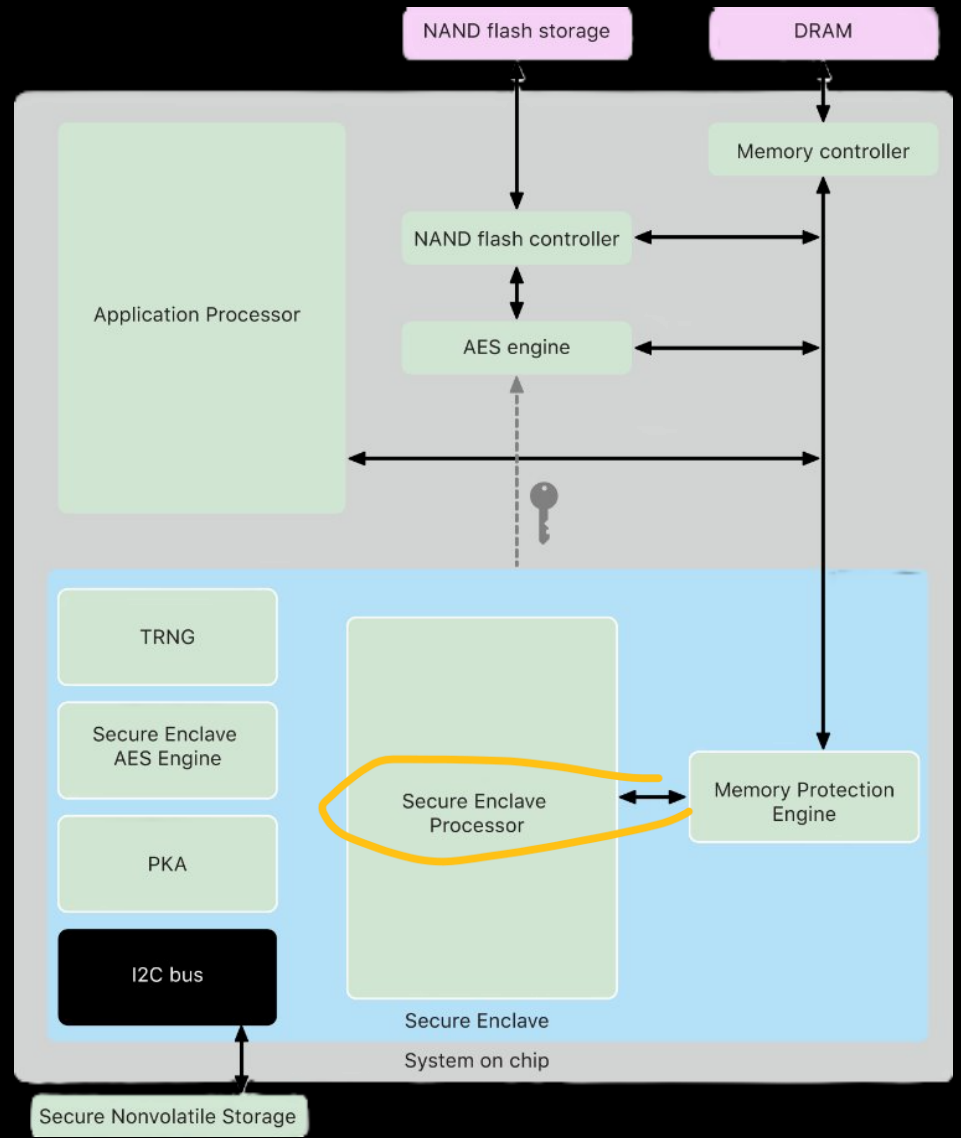 NAND flash storage
DRAM
Memory controller
NAND flash controller
Application Processor
AES engine
TRNG
Secure Enclave
AES Engine
Secure Enclave
Processor
Memory Protection
Engine
PKA
I2C bus
Secure Enclave
System on chip
Secure Nonvolatile Storage